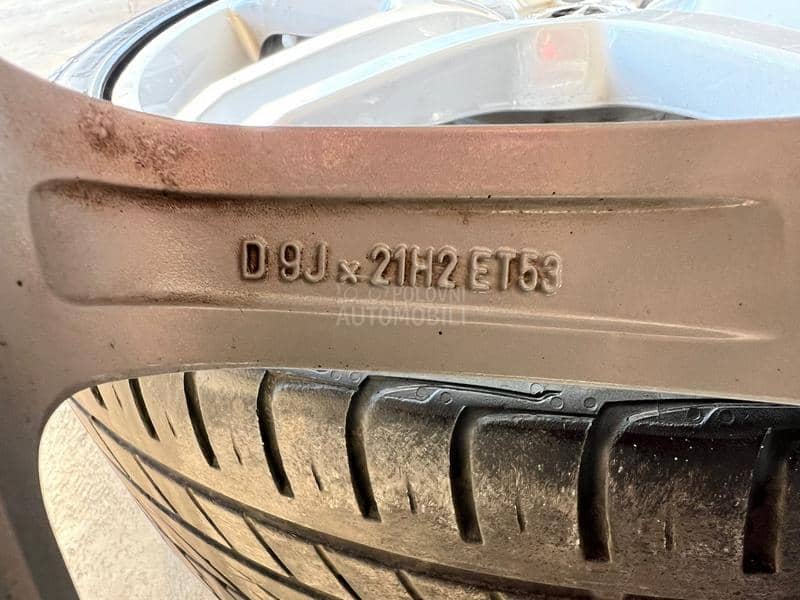 D 9J x 21H2 ET53
POLOVNI
AUTOMOBILI